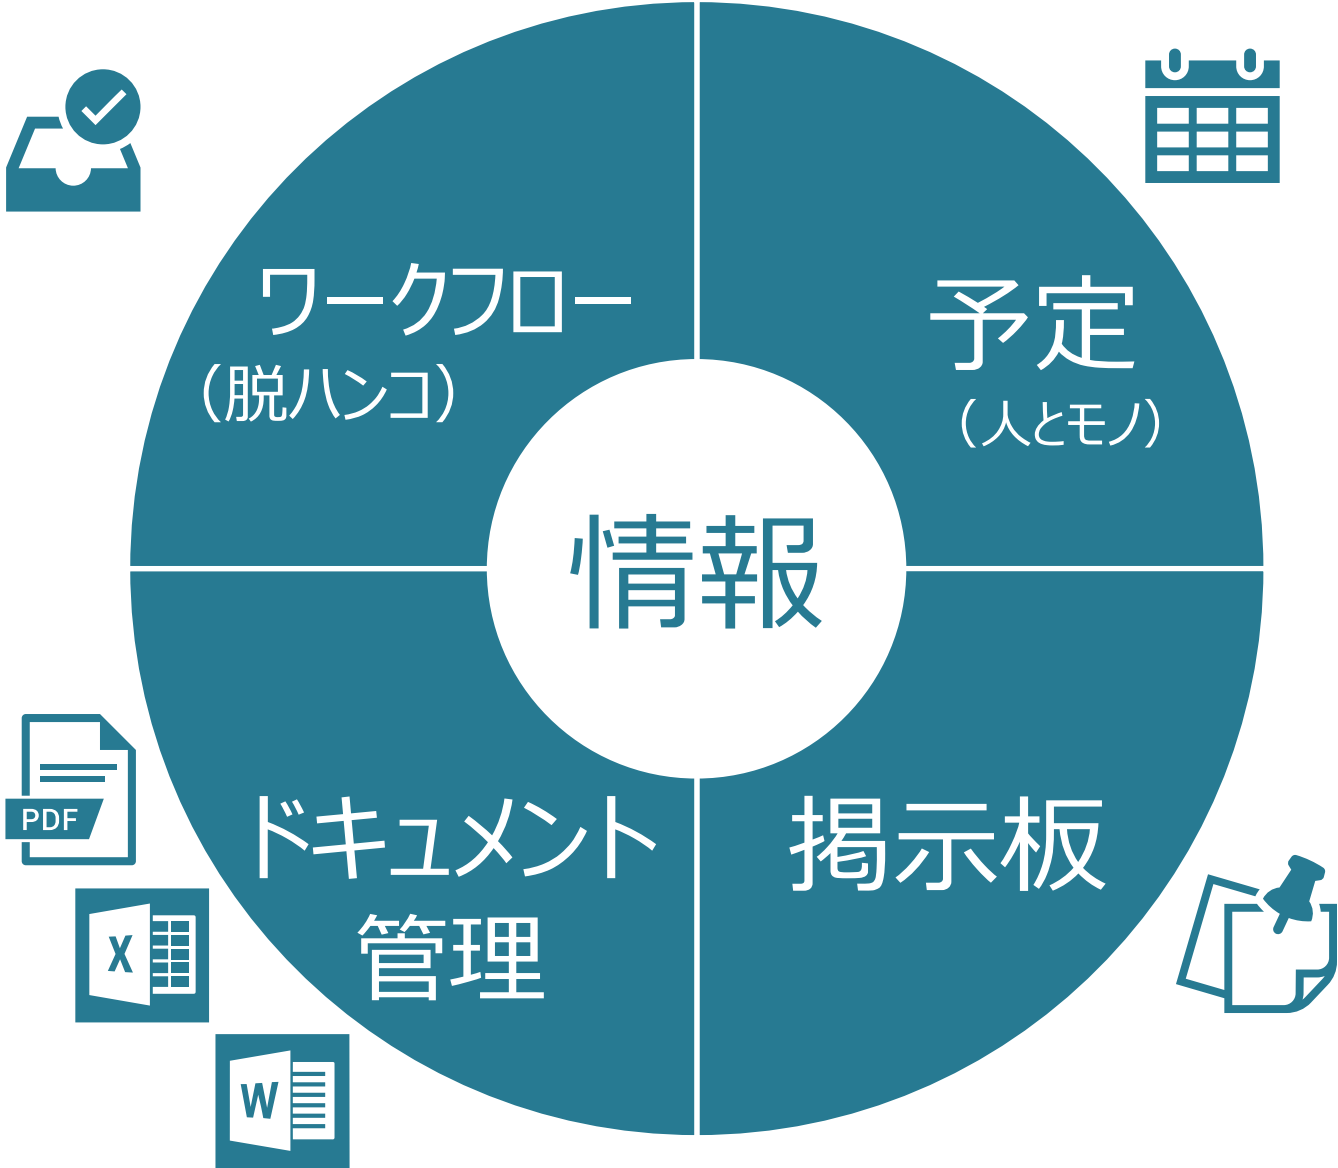 ワークフロー
（脱ハンコ）
予定
（人とモノ）
情報
ドキュメント
管理
掲示板
PDF
X
W